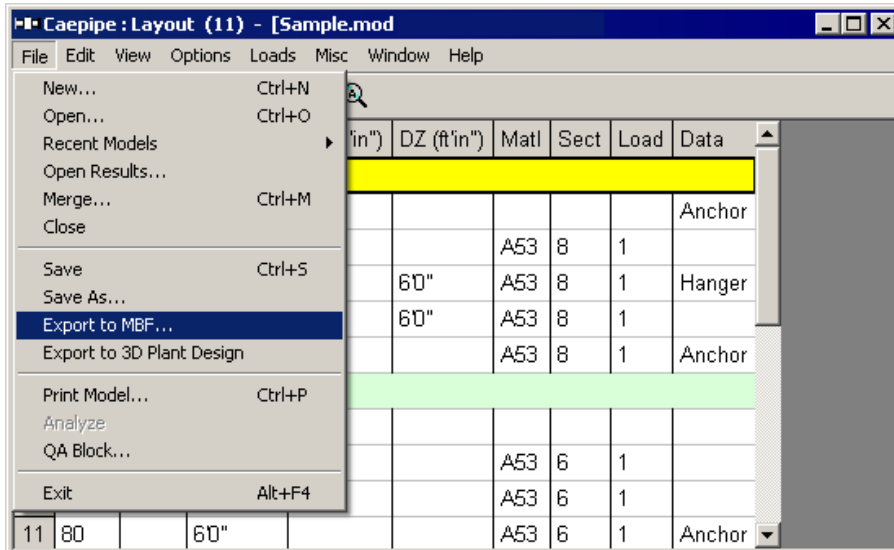 Caepipe : Layout (11) - [Sample.mod
File Edit View Options Loads Misc Window Help
New... Ctrl+N
Open... Ctrl+O
Recent Models
'in") DZ (ft'in") Matl Sect Load Data
Open Results...
Merge... Ctrl+M
Anchor
Close
A53 8 1
Save Ctrl+S
6'0" A53 8 1 Hanger
Save As...
6'0" A53 8 1
Export to MBF...
Export to 3D Plant Design
A53 8 1 Anchor
Print Model... Ctrl+P
Analyze
QA Block...
A53 6 1
Exit Alt+F4
A53 6 1
11 80 6'0" A53 6 1 Anchor